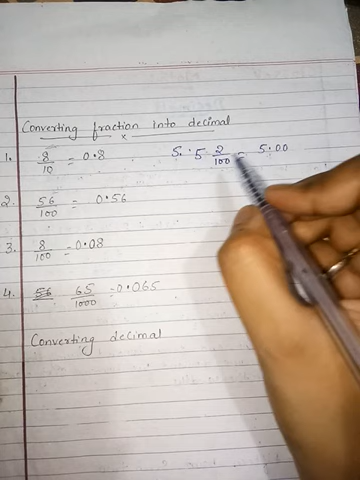 Converting fraction into decimal
×
1. 8/10 = 0.8
2. 56/100 = 0.56
3. 8/100 = 0.08
4. 65/1000 = 0.065
5. 5 2/100 = 5.00
Converting decimal